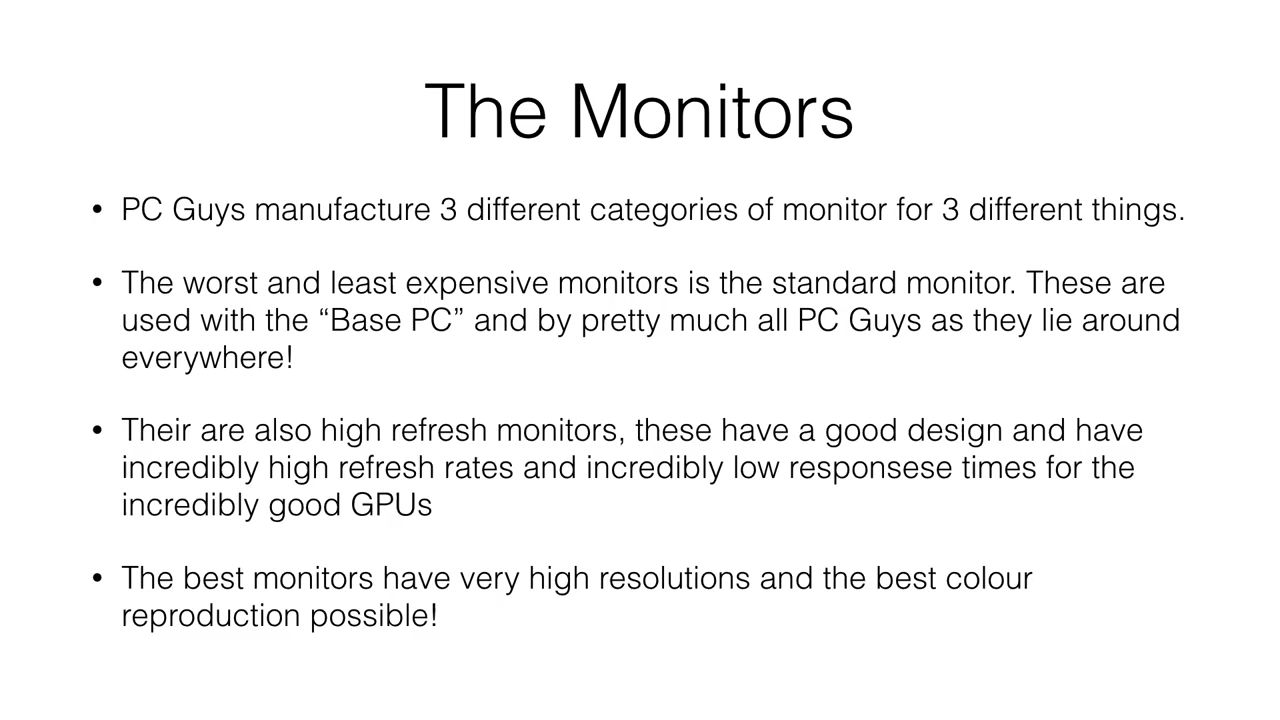 The Monitors
• PC Guys manufacture 3 different categories of monitor for 3 different things.
• The worst and least expensive monitors is the standard monitor. These are
used with the “Base PC” and by pretty much all PC Guys as they lie around
everywhere!
• Their are also high refresh monitors, these have a good design and have
incredibly high refresh rates and incredibly low responsese times for the
incredibly good GPUs
• The best monitors have very high resolutions and the best colour
reproduction possible!